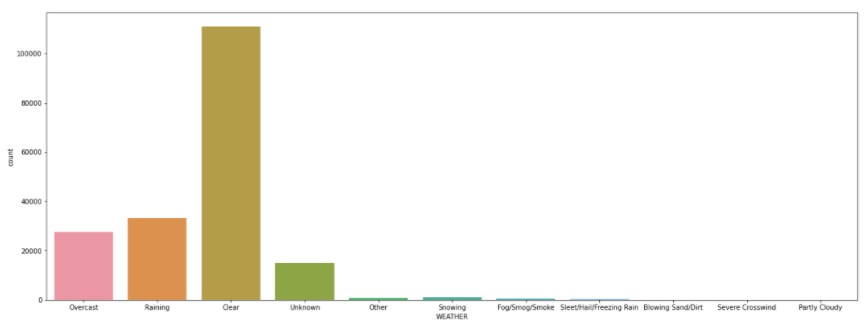 100000
80000
60000
40000
20000
0
count
Overcast Raining Clear Unknown Other Snowing Fog/Smog/Smoke Sleet/Hail/Freezing Rain Blowing Sand/Dirt Severe Crosswind Partly Cloudy
WEATHER